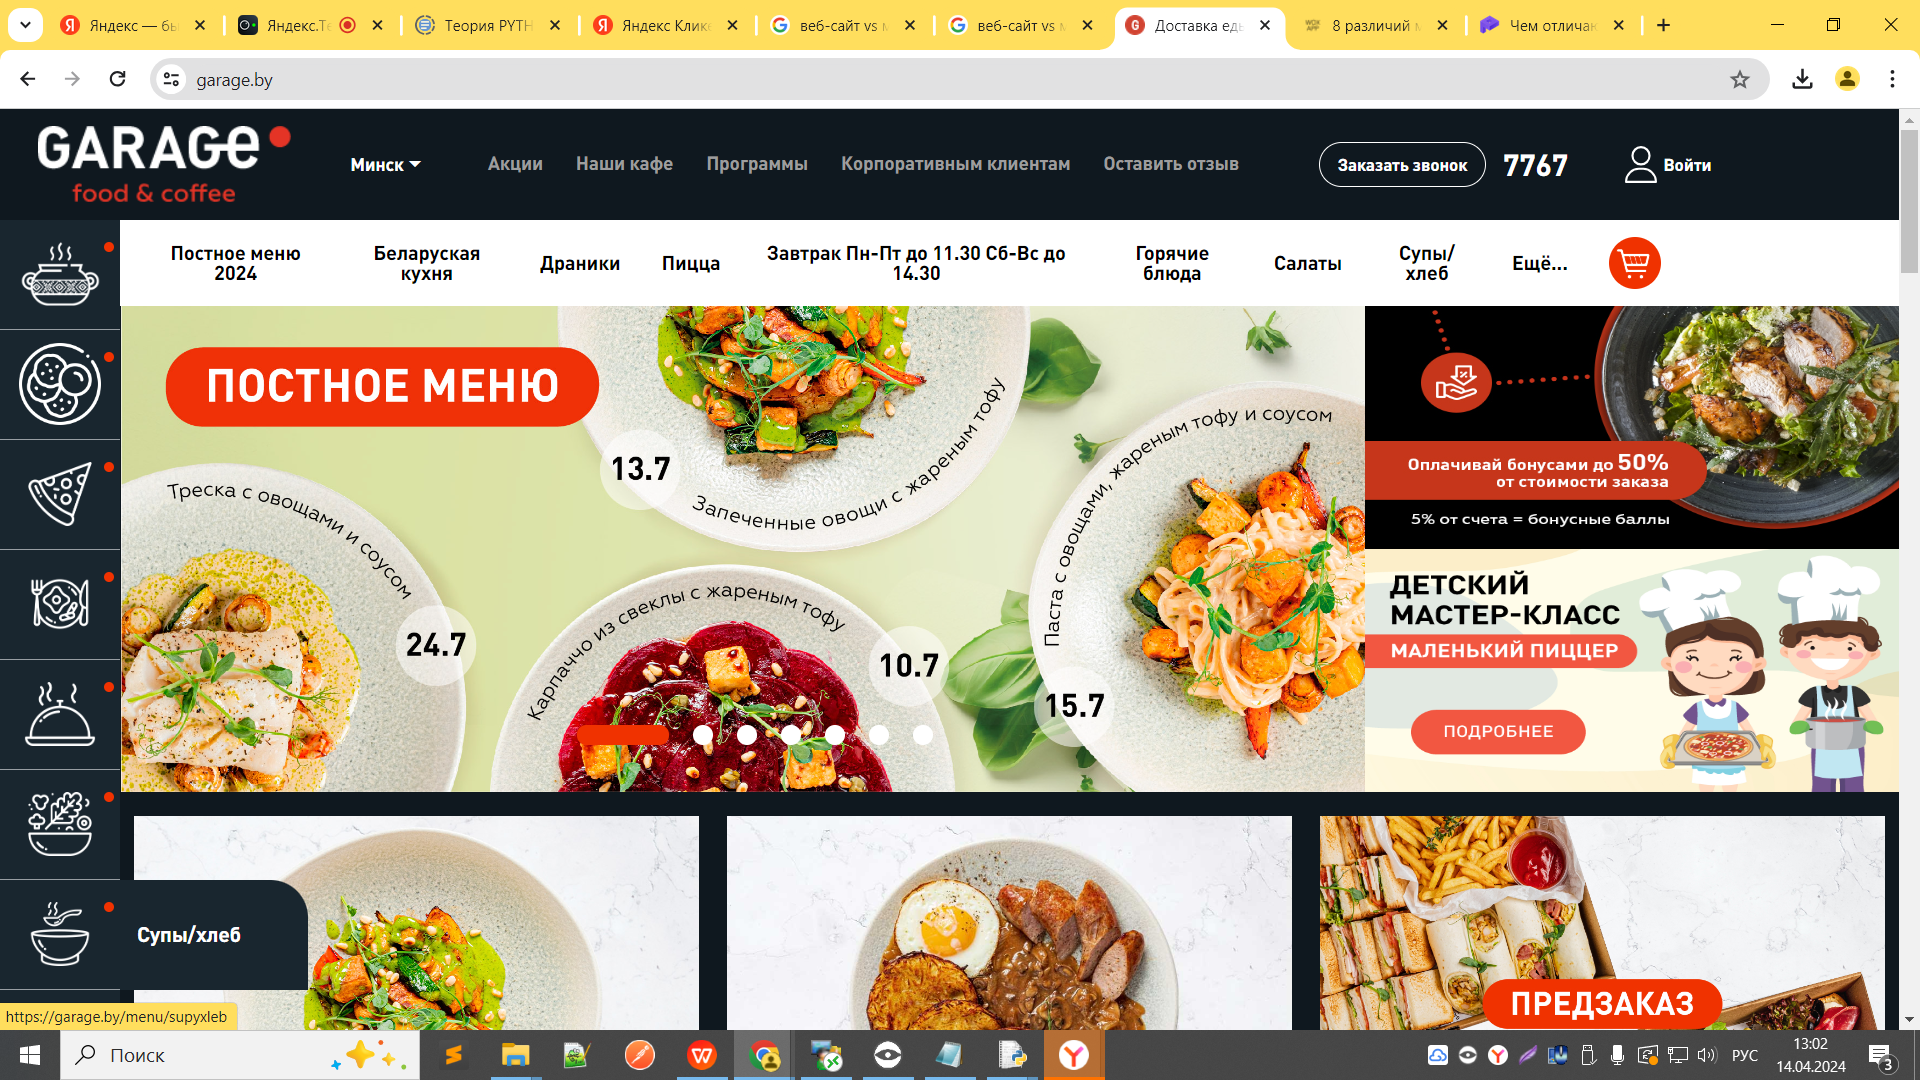 Яндекс — бы
Яндекс.Те
Теория PYTH
Яндекс Клик
веб-сайт vs м
веб-сайт vs м
Доставка еды
8 различий м
Чем отличаю
garage.by
GARAGe
food & coffee
Минск
Акции
Наши кафе
Программы
Корпоративным клиентам
Оставить отзыв
Заказать звонок
7767
Войти
Постное меню
2024
Беларуская
кухня
Драники
Пицца
Завтрак Пн-Пт до 11.30 Сб-Вс до
14.30
Горячие
блюда
Салаты
Супы/
хлеб
Ещё...
ПОСТНОЕ МЕНЮ
Запеченные овощи с жареным тофу
13.7
Треска с овощами и соусом
24.7
Карпаччо из свеклы с жареным тофу
10.7
Паста с овощами, жареным тофу и соусом
15.7
Оплачивай бонусами до 50%
от стоимости заказа
5% от счета = бонусные баллы
ДЕТСКИЙ
МАСТЕР-КЛАСС
МАЛЕНЬКИЙ ПИЦЦЕР
ПОДРОБНЕЕ
Супы/хлеб
ПРЕДЗАКАЗ
https://garage.by/menu/supyxleb
Поиск
РУС
13:02
14.04.2024
3